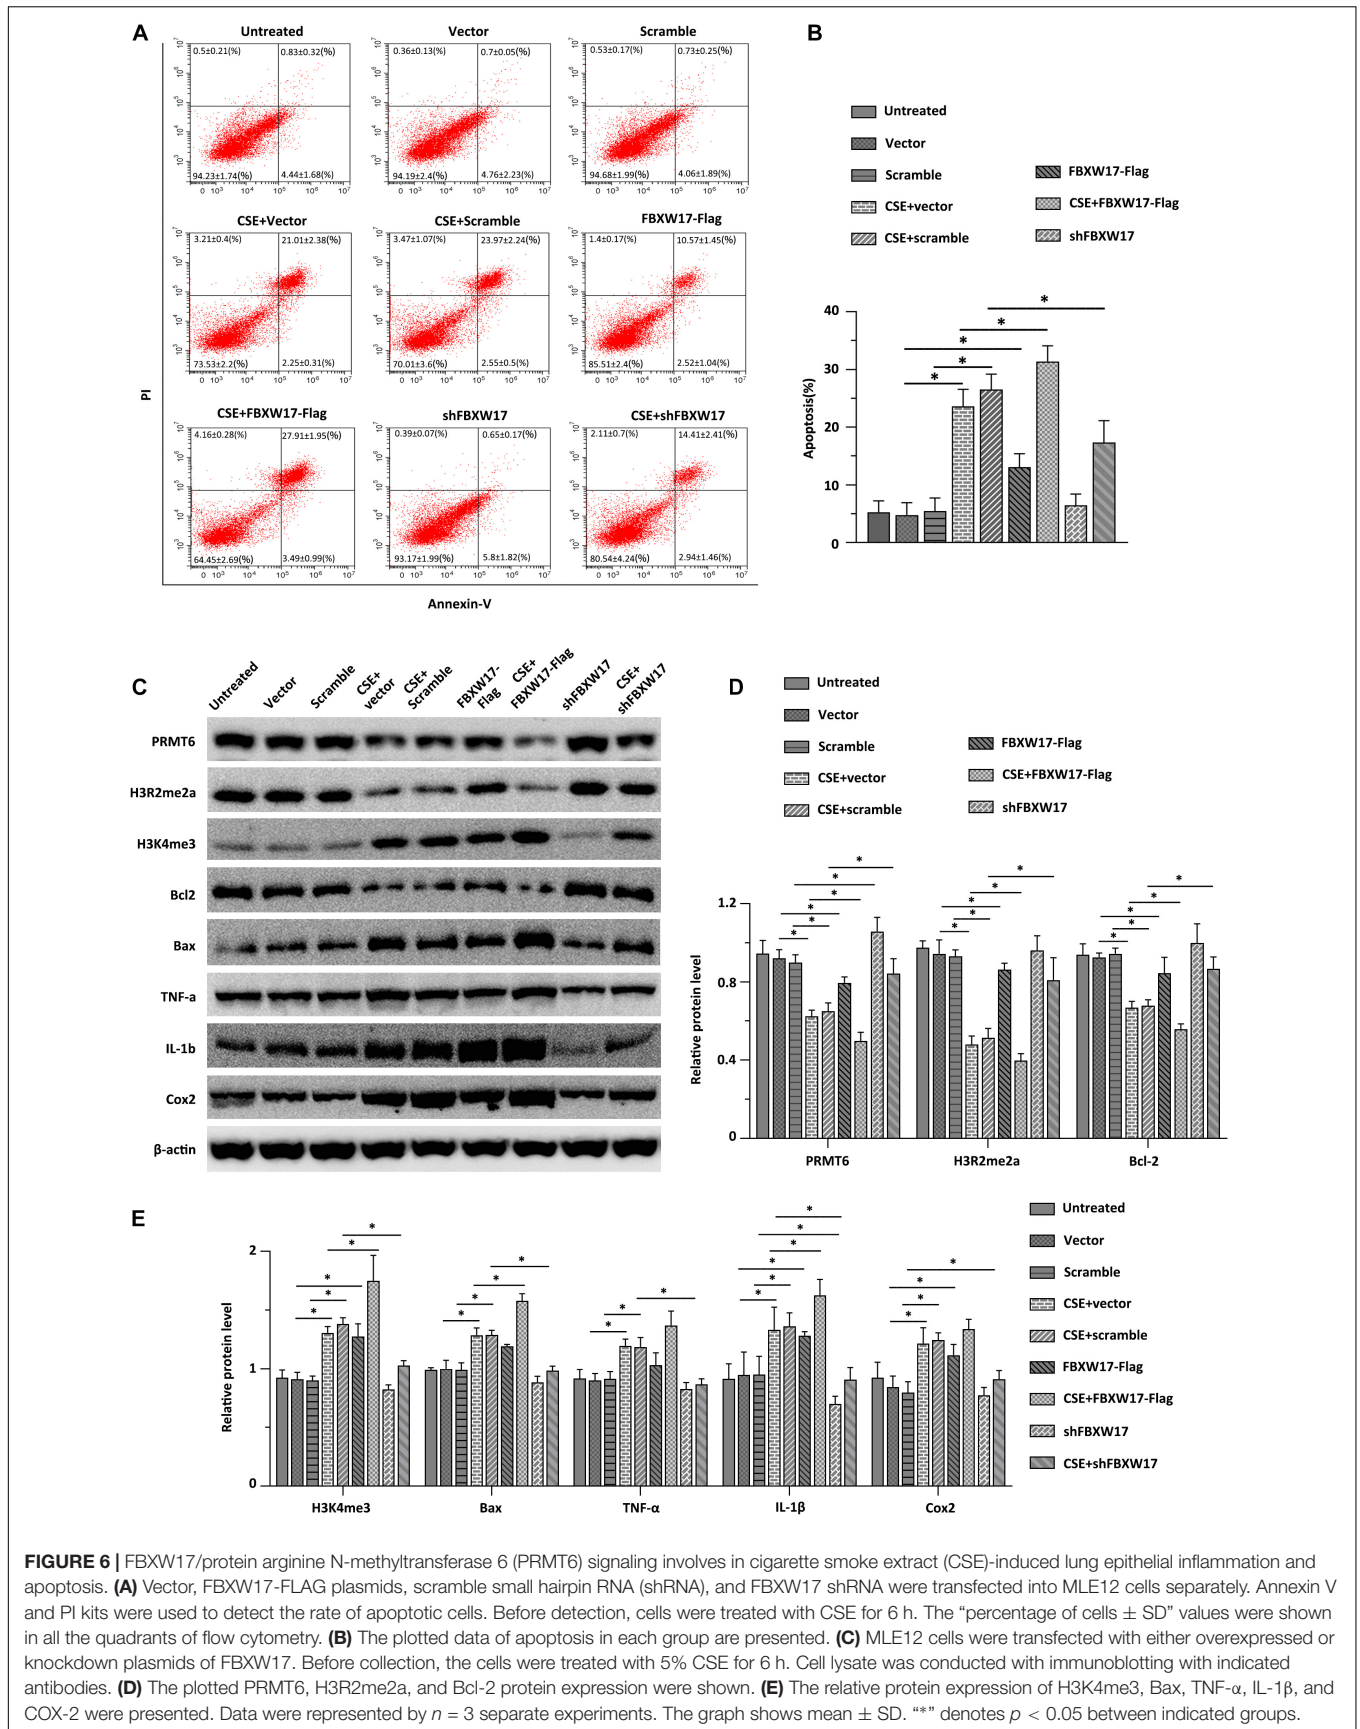 A
Untreated
Vector
Scramble
0.5±0.21(%) 0.83±0.32(%)
94.23±1.74(%) 4.44±1.68(%)
0.36±0.13(%) 0.7±0.05(%)
94.19±2.4(%) 4.76±2.23(%)
0.53±0.17(%) 0.73±0.25(%)
94.68±1.99(%) 4.06±1.89(%)
10⁷
10⁶
10⁵
10⁴
10³
0 10³ 10⁴ 10⁵ 10⁶ 10⁷
CSE+Vector
CSE+Scramble
FBXW17-Flag
3.21±0.4(%) 21.01±2.38(%)
73.53±2.2(%) 2.25±0.31(%)
3.47±1.07(%) 23.97±2.24(%)
70.01±3.6(%) 2.55±0.5(%)
1.4±0.17(%) 10.57±1.45(%)
85.51±2.4(%) 2.52±1.04(%)
CSE+FBXW17-Flag
shFBXW17
CSE+shFBXW17
4.16±0.28(%) 27.91±1.95(%)
64.45±2.69(%) 3.49±0.99(%)
0.39±0.07(%) 0.65±0.17(%)
93.17±1.99(%) 5.8±1.82(%)
2.11±0.7(%) 14.41±2.41(%)
80.54±4.24(%) 2.94±1.46(%)
PI
Annexin-V
B
Untreated
Vector
Scramble
CSE+vector
CSE+scramble
FBXW17-Flag
CSE+FBXW17-Flag
shFBXW17
Apoptosis(%)
40
30
20
10
0
* * * * *
C
Untreated
Vector
Scramble
CSE+
vector
CSE+
Scramble
FBXW17-
Flag
CSE+
FBXW17-Flag
shFBXW17
CSE+
shFBXW17
PRMT6
H3R2me2a
H3K4me3
Bcl2
Bax
TNF-a
IL-1b
Cox2
β-actin
D
Untreated
Vector
Scramble
CSE+vector
CSE+scramble
FBXW17-Flag
CSE+FBXW17-Flag
shFBXW17
Relative protein level
1.2
0.8
0.4
0
PRMT6 H3R2me2a Bcl-2
E
Relative protein level
2
1
0
H3K4me3 Bax TNF-α IL-1β Cox2
Untreated
Vector
Scramble
CSE+vector
CSE+scramble
FBXW17-Flag
CSE+FBXW17-Flag
shFBXW17
CSE+shFBXW17
FIGURE 6 | FBXW17/protein arginine N-methyltransferase 6 (PRMT6) signaling involves in cigarette smoke extract (CSE)-induced lung epithelial inflammation and
apoptosis. (A) Vector, FBXW17-FLAG plasmids, scramble small hairpin RNA (shRNA), and FBXW17 shRNA were transfected into MLE12 cells separately. Annexin V
and PI kits were used to detect the rate of apoptotic cells. Before detection, cells were treated with CSE for 6 h. The “percentage of cells ± SD” values were shown
in all the quadrants of flow cytometry. (B) The plotted data of apoptosis in each group are presented. (C) MLE12 cells were transfected with either overexpressed or
knockdown plasmids of FBXW17. Before collection, the cells were treated with 5% CSE for 6 h. Cell lysate was conducted with immunoblotting with indicated
antibodies. (D) The plotted PRMT6, H3R2me2a, and Bcl-2 protein expression were shown. (E) The relative protein expression of H3K4me3, Bax, TNF-α, IL-1β, and
COX-2 were presented. Data were represented by n = 3 separate experiments. The graph shows mean ± SD. “*” denotes p < 0.05 between indicated groups.